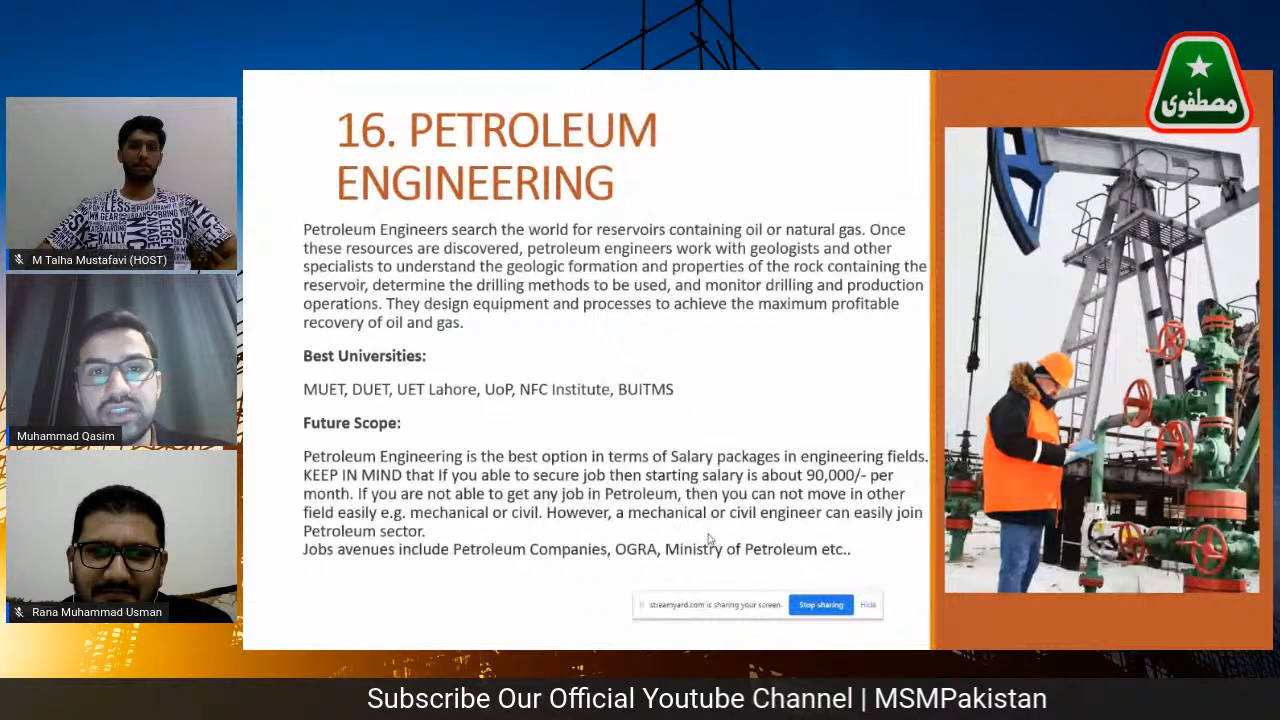 مصطفوی
16. PETROLEUM
ENGINEERING
Petroleum Engineers search the world for reservoirs containing oil or natural gas. Once
these resources are discovered, petroleum engineers work with geologists and other
specialists to understand the geologic formation and properties of the rock containing the
reservoir, determine the drilling methods to be used, and monitor drilling and production
operations. They design equipment and processes to achieve the maximum profitable
recovery of oil and gas.
Best Universities:
MUET, DUET, UET Lahore, UoP, NFC Institute, BUITMS
Future Scope:
Petroleum Engineering is the best option in terms of Salary packages in engineering fields.
KEEP IN MIND that If you able to secure job then starting salary is about 90,000/- per
month. If you are not able to get any job in Petroleum, then you can not move in other
field easily e.g. mechanical or civil. However, a mechanical or civil engineer can easily join
Petroleum sector.
Jobs avenues include Petroleum Companies, OGRA, Ministry of Petroleum etc..
streamyard.com is sharing your screen.
Stop sharing
Hide
M Talha Mustafavi (HOST)
Muhammad Qasim
Rana Muhammad Usman
Subscribe Our Official Youtube Channel | MSMPakistan